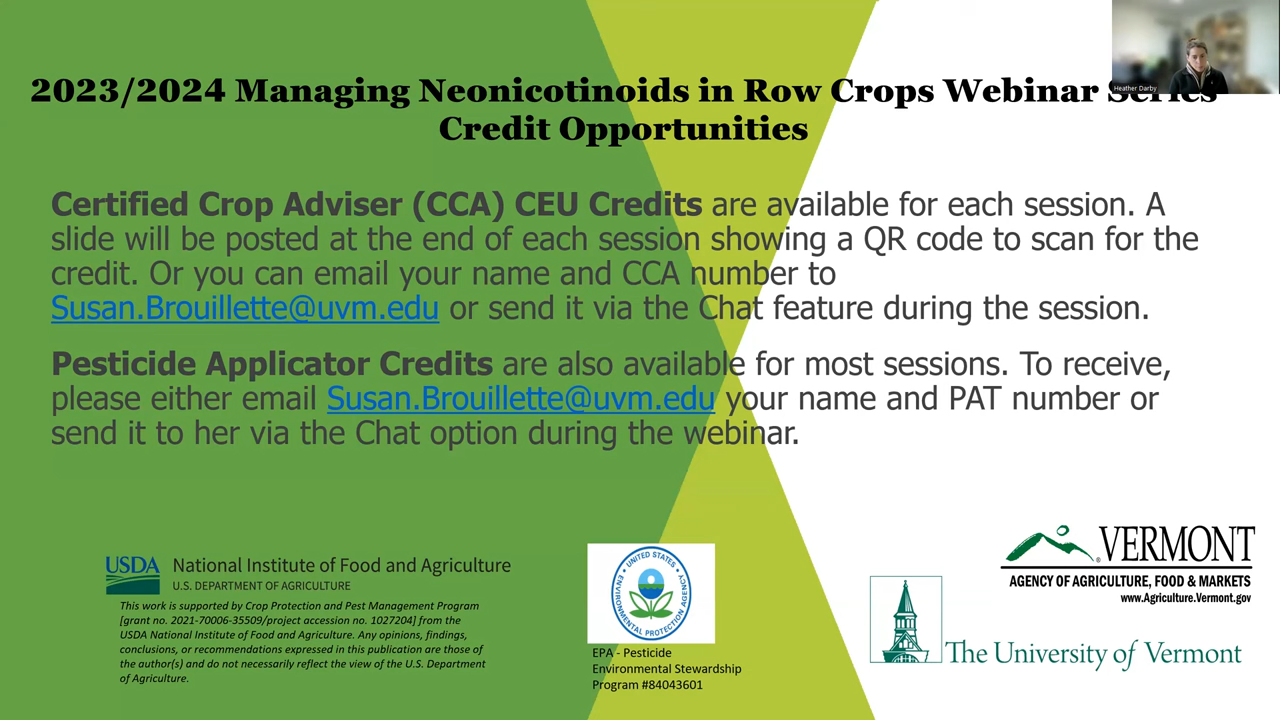 2023/2024 Managing Neonicotinoids in Row Crops Webinar Series
Credit Opportunities
Heather Darby
Certified Crop Adviser (CCA) CEU Credits are available for each session. A
slide will be posted at the end of each session showing a QR code to scan for the
credit. Or you can email your name and CCA number to
Susan.Brouillette@uvm.edu or send it via the Chat feature during the session.
Pesticide Applicator Credits are also available for most sessions. To receive,
please either email Susan.Brouillette@uvm.edu your name and PAT number or
send it to her via the Chat option during the webinar.
USDA National Institute of Food and Agriculture
U.S. DEPARTMENT OF AGRICULTURE
This work is supported by Crop Protection and Pest Management Program
[grant no. 2021-70006-35509/project accession no. 1027204] from the
USDA National Institute of Food and Agriculture. Any opinions, findings,
conclusions, or recommendations expressed in this publication are those of
the author(s) and do not necessarily reflect the view of the U.S. Department
of Agriculture.
UNITED STATES
ENVIRONMENTAL PROTECTION AGENCY
EPA - Pesticide
Environmental Stewardship
Program #84043601
VERMONT
AGENCY OF AGRICULTURE, FOOD & MARKETS
www.Agriculture.Vermont.gov
The University of Vermont